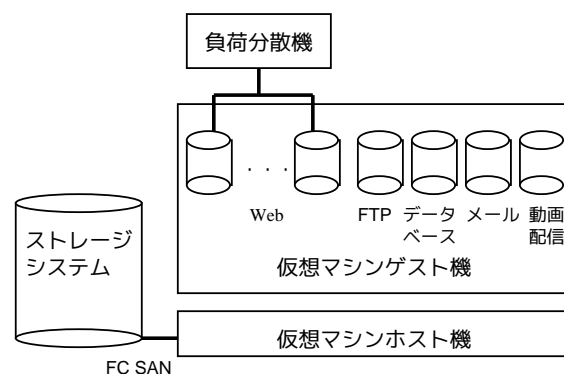 負荷分散機
. . .
Web
FTP
データ
ベース
メール
動画
配信
仮想マシンゲスト機
ストレージ
システム
仮想マシンホスト機
FC SAN